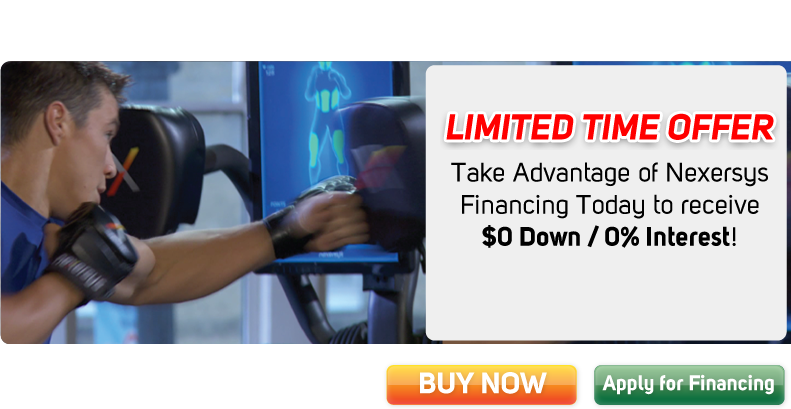 LIMITED TIME OFFER
Take Advantage of Nexersys
Financing Today to receive
$0 Down / 0% Interest!
BUY NOW
Apply for Financing